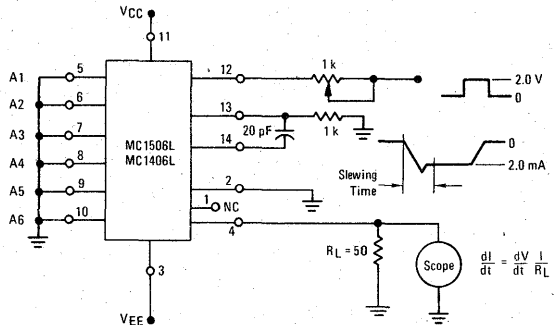 VCC
11
A1 5
A2 6
A3 7
A4 8
A5 9
A6 10
MC1506L
MC1406L
12
1 k
2.0 V
0
13
20 pF
1 k
14
0
2.0 mA
Slewing
Time
2
1 NC
4
RL = 50
Scope
dI/dt = dV/dt I/RL
3
VEE